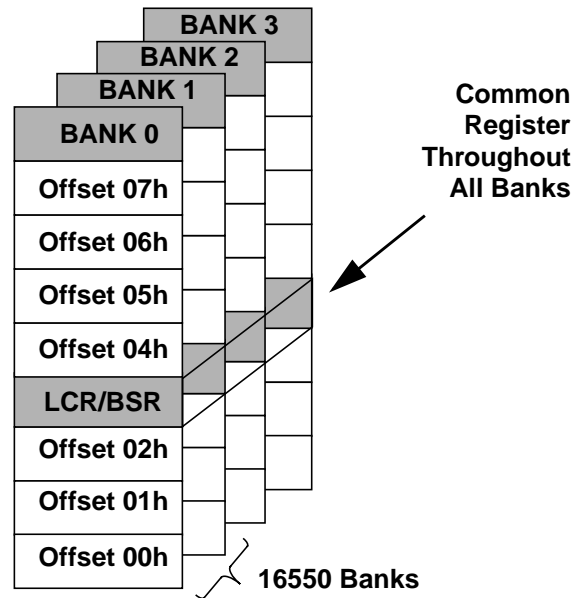 BANK 3
BANK 2
BANK 1
BANK 0
Offset 07h
Offset 06h
Offset 05h
Offset 04h
LCR/BSR
Offset 02h
Offset 01h
Offset 00h
Common
Register
Throughout
All Banks
16550 Banks